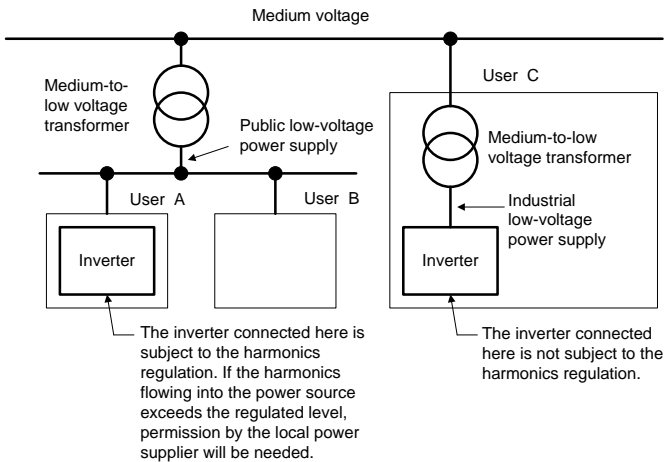 Medium voltage
User C
Medium-to-
low voltage
transformer
Public low-voltage
power supply
Medium-to-low
voltage transformer
User A
User B
Industrial
low-voltage
power supply
Inverter
Inverter
The inverter connected here is
subject to the harmonics
regulation. If the harmonics
flowing into the power source
exceeds the regulated level,
permission by the local power
supplier will be needed.
The inverter connected
here is not subject to the
harmonics regulation.